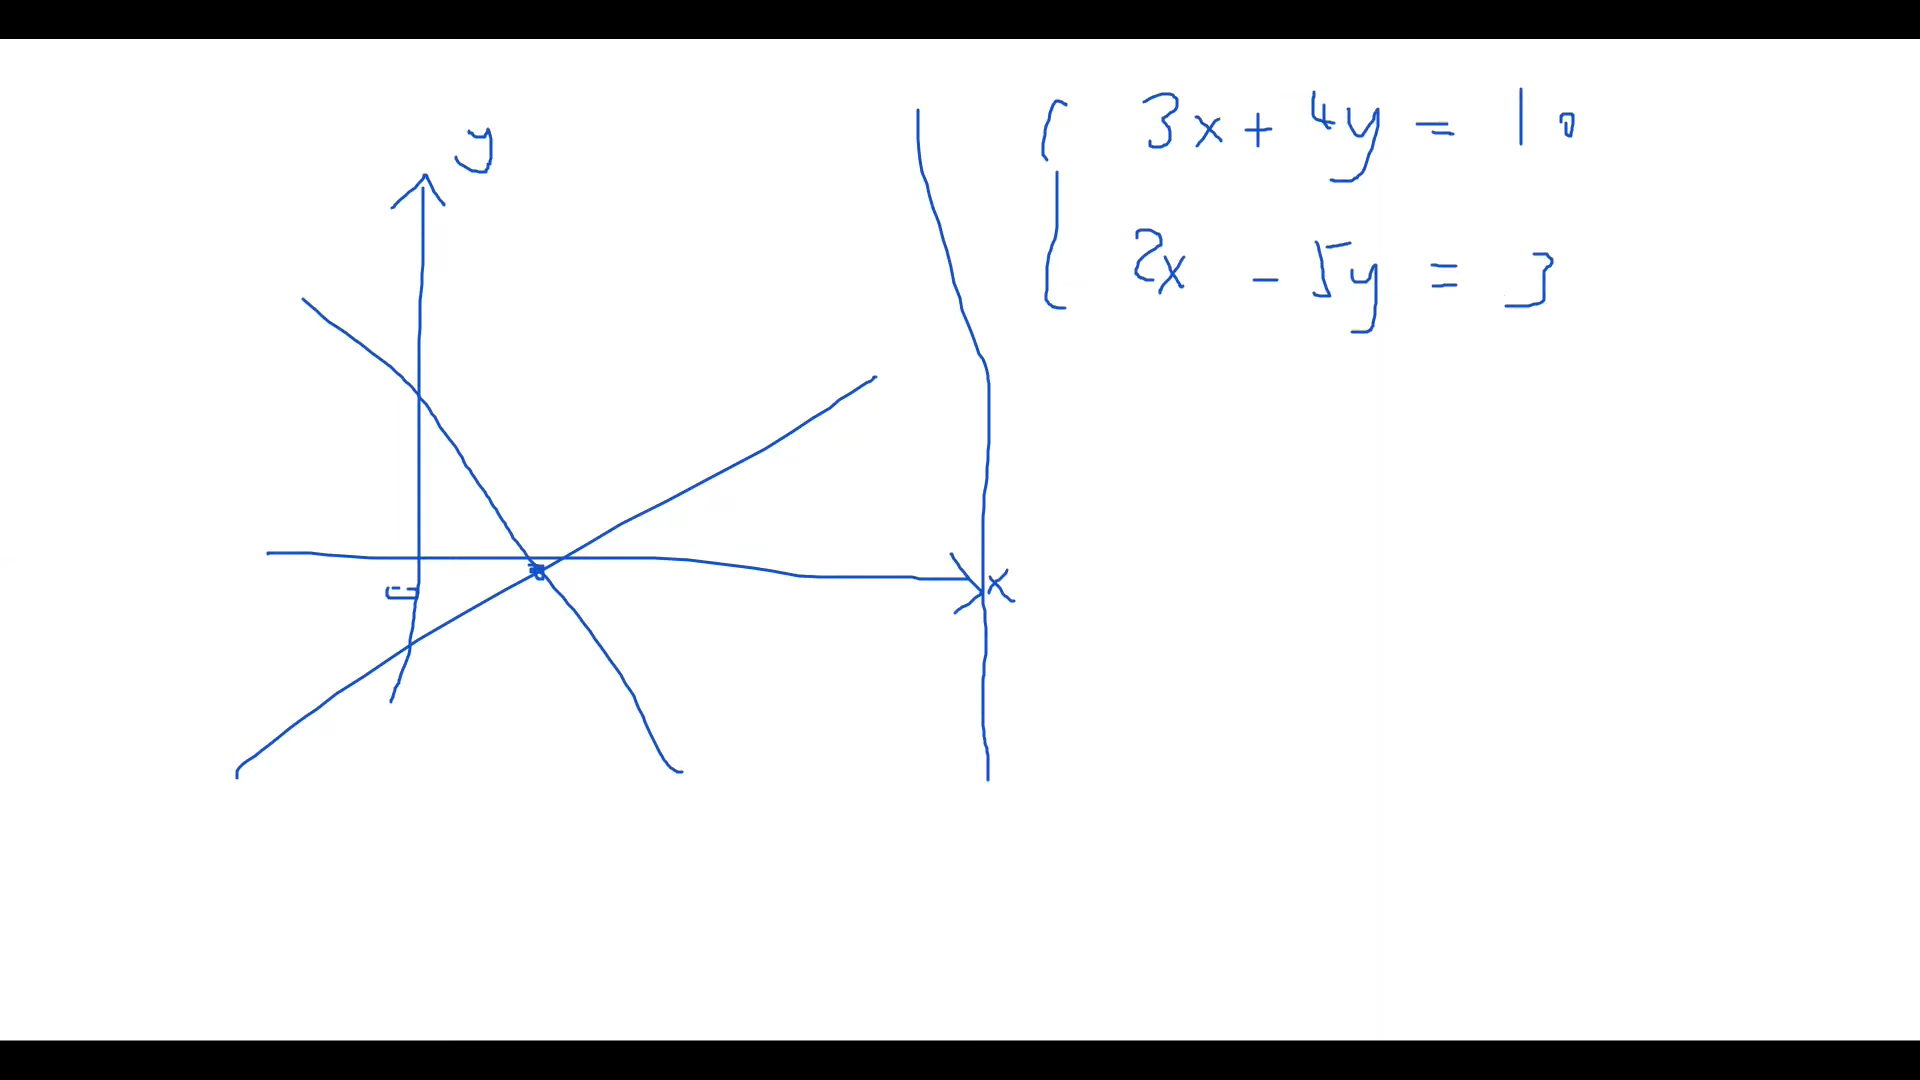 y
x
3x + 4y = 10
2x - 5y = 3